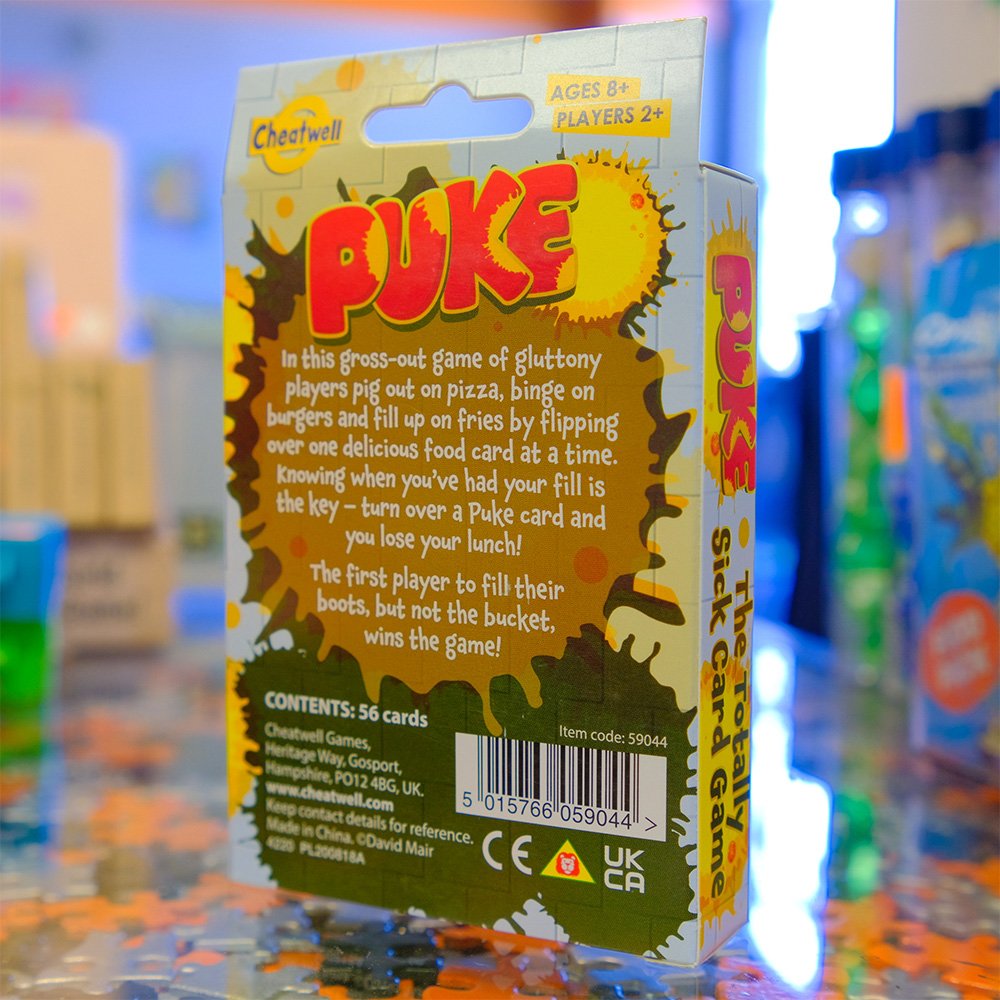 Cheatwell
AGES 8+
PLAYERS 2+
PUKE
In this gross-out game of gluttony
players pig out on pizza, binge on
burgers and fill up on fries by flipping
over one delicious food card at a time.
Knowing when you've had your fill is
the key – turn over a Puke card and
you lose your lunch!
The first player to fill their
boots, but not the bucket,
wins the game!
CONTENTS: 56 cards
Cheatwell Games,
Heritage Way, Gosport,
Hampshire, PO12 4BG, UK.
www.cheatwell.com
Keep contact details for reference.
Made in China. ©David Mair
4220 PL200818A
Item code: 59044
5 015766 059044 >
CE
UK
CA
PUKE
The Totally
Sick Card Game